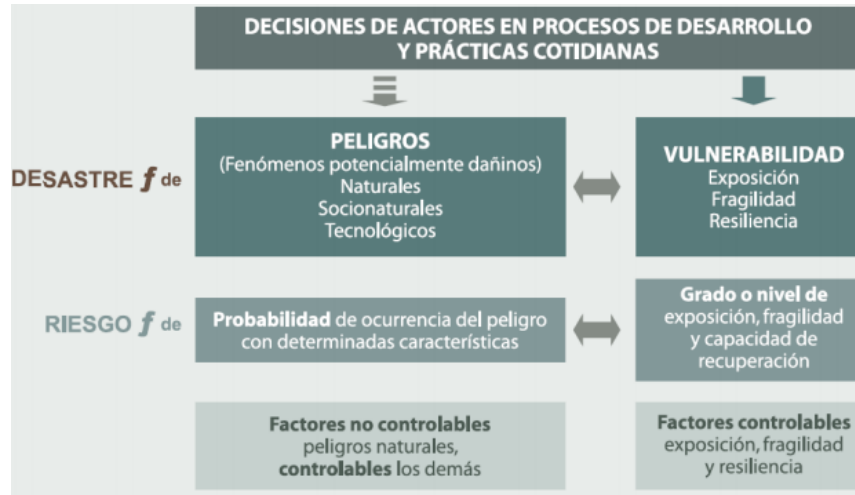 DECISIONES DE ACTORES EN PROCESOS DE DESARROLLO
Y PRÁCTICAS COTIDIANAS
DESASTRE ƒ de
PELIGROS
(Fenómenos potencialmente dañinos)
Naturales
Socionaturales
Tecnológicos
VULNERABILIDAD
Exposición
Fragilidad
Resiliencia
RIESGO ƒ de
Probabilidad de ocurrencia del peligro
con determinadas características
Grado o nivel de
exposición, fragilidad
y capacidad de
recuperación
Factores no controlables
peligros naturales,
controlables los demás
Factores controlables
exposición, fragilidad
y resiliencia